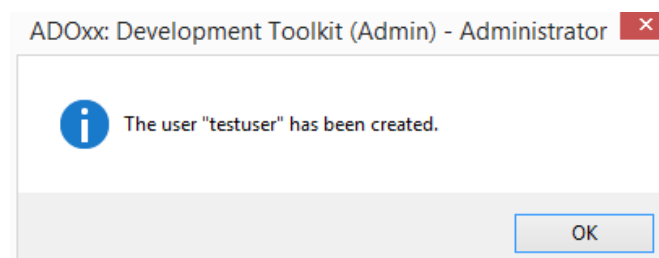 ADOxx: Development Toolkit (Admin) - Administrator
The user "testuser" has been created.
OK